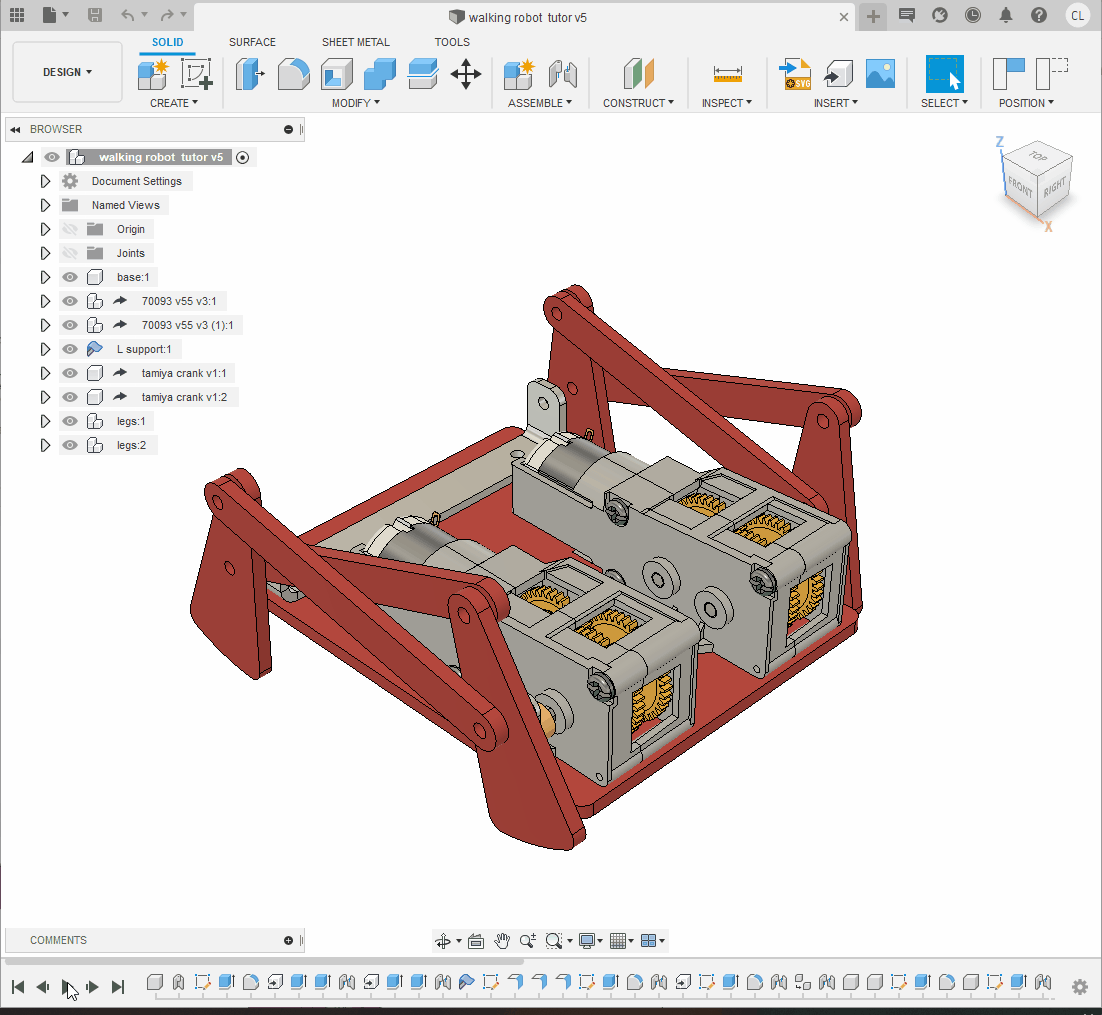 walking robot tutor v5
CL
DESIGN
SOLID
SURFACE
SHEET METAL
TOOLS
SVG
CREATE
MODIFY
ASSEMBLE
CONSTRUCT
INSPECT
INSERT
SELECT
POSITION
BROWSER
walking robot tutor v5
Document Settings
Named Views
Origin
Joints
base:1
70093 v55 v3:1
70093 v55 v3 (1):1
L support:1
tamiya crank v1:1
tamiya crank v1:2
legs:1
legs:2
Z
TOP
FRONT
RIGHT
X
COMMENTS